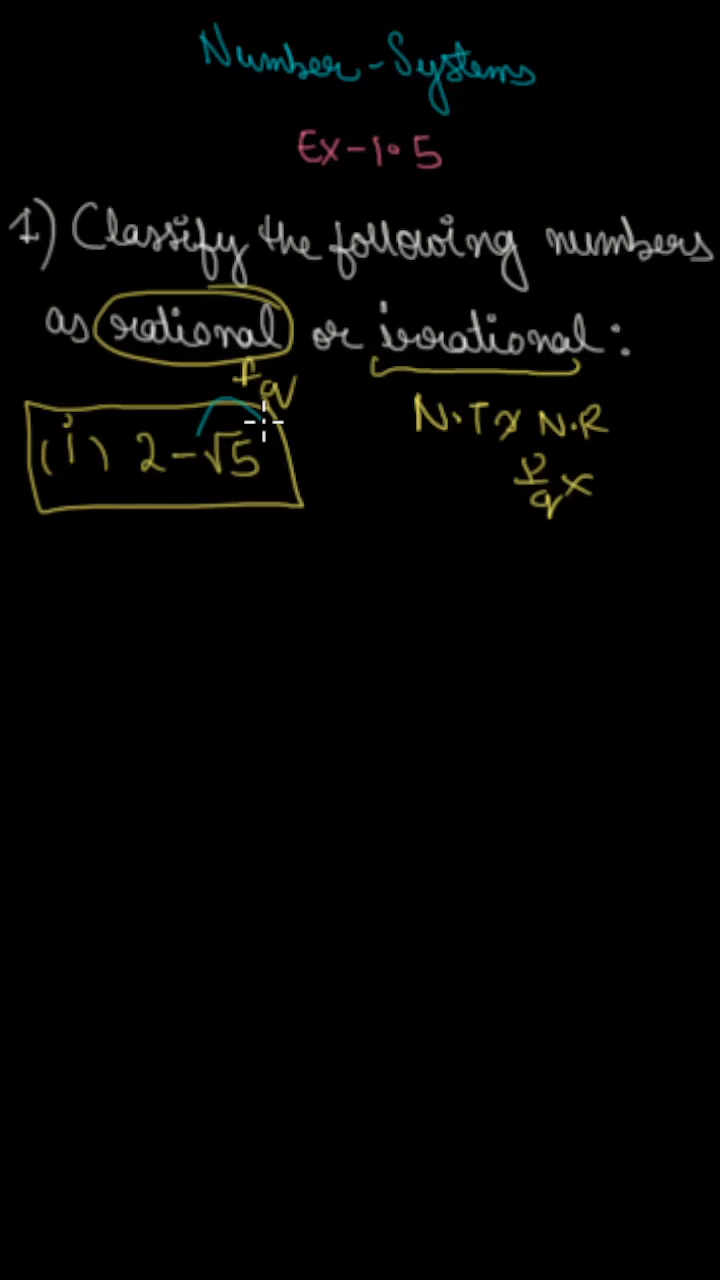 Number-Systems
Ex-1.5
1) Classify the following numbers
as rational or irrational:
q
N.T N.R
(i) 2-√5
p
q x